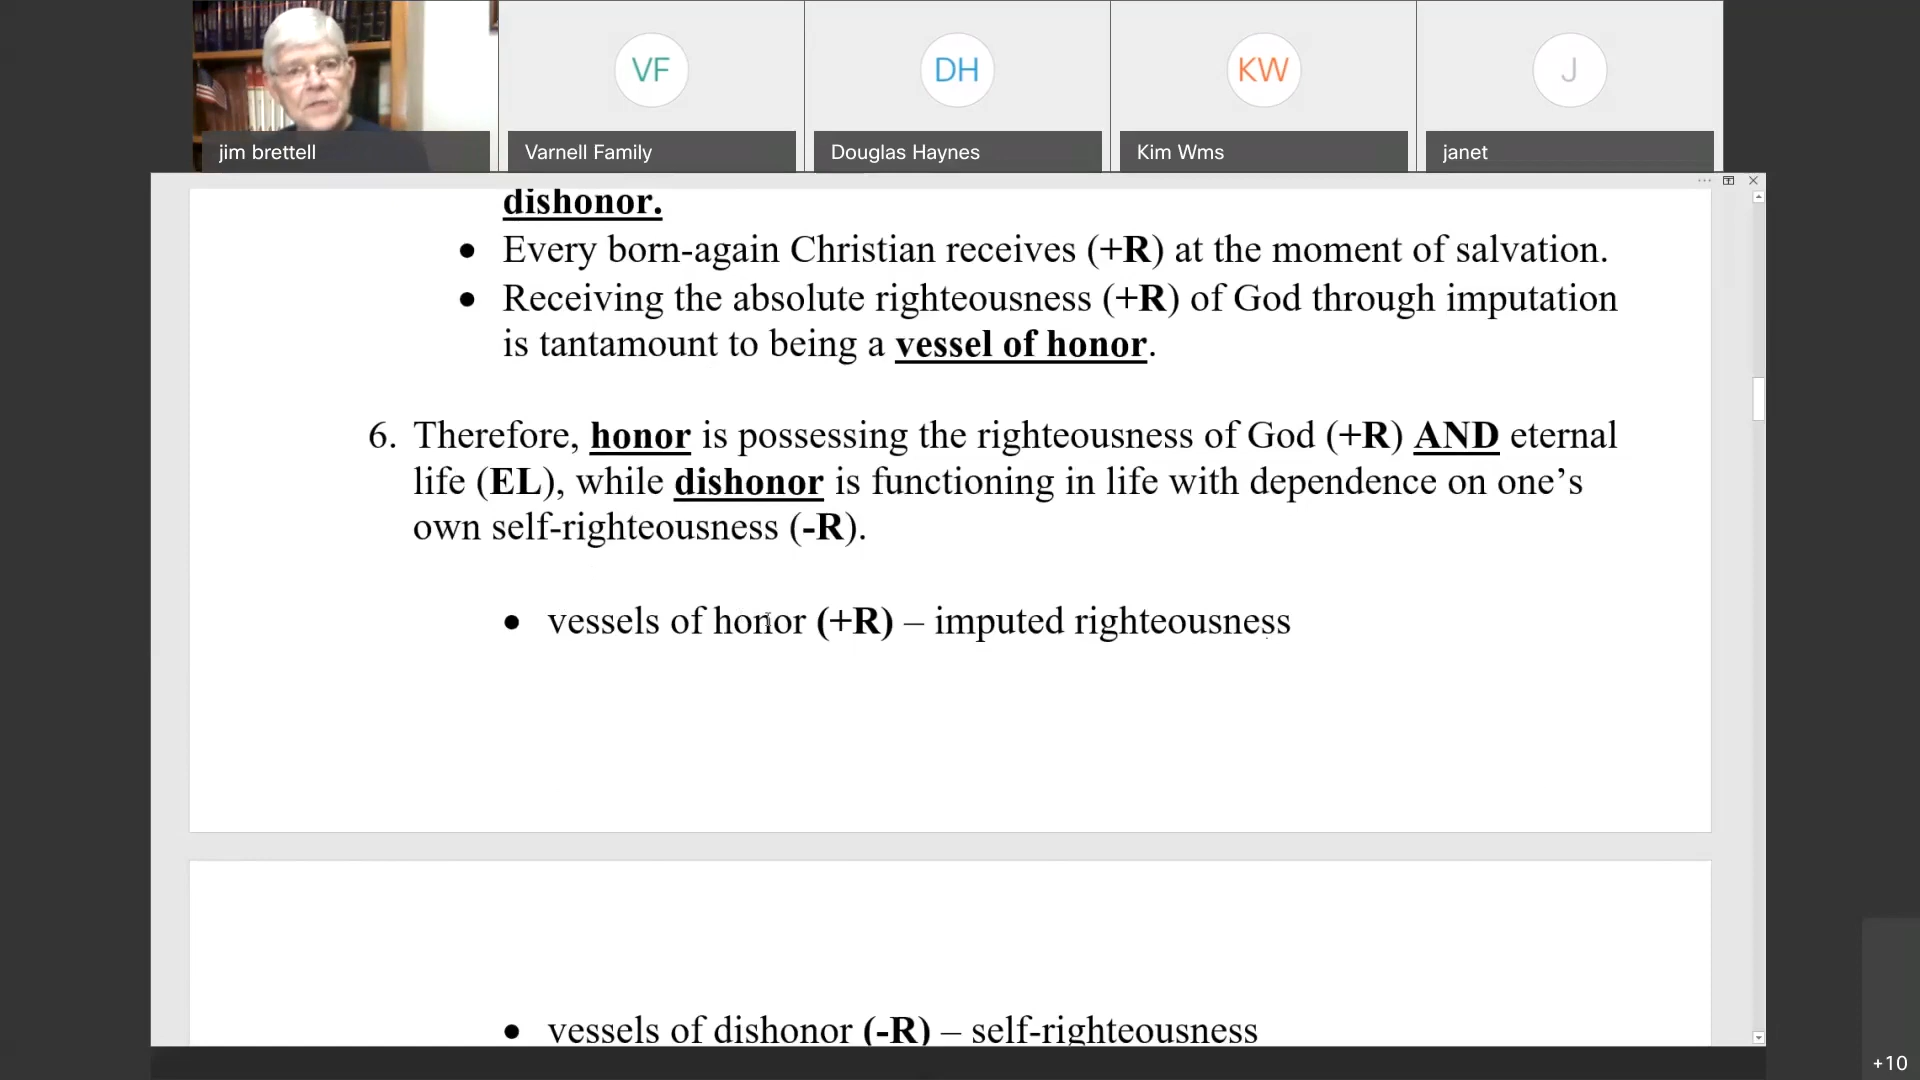 VF
DH
KW
J
jim brettell
Varnell Family
Douglas Haynes
Kim Wms
janet
dishonor.
• Every born-again Christian receives (+R) at the moment of salvation.
• Receiving the absolute righteousness (+R) of God through imputation
is tantamount to being a vessel of honor.
6. Therefore, honor is possessing the righteousness of God (+R) AND eternal
life (EL), while dishonor is functioning in life with dependence on one’s
own self-righteousness (-R).
• vessels of honor (+R) – imputed righteousness
• vessels of dishonor (-R) – self-righteousness
+10